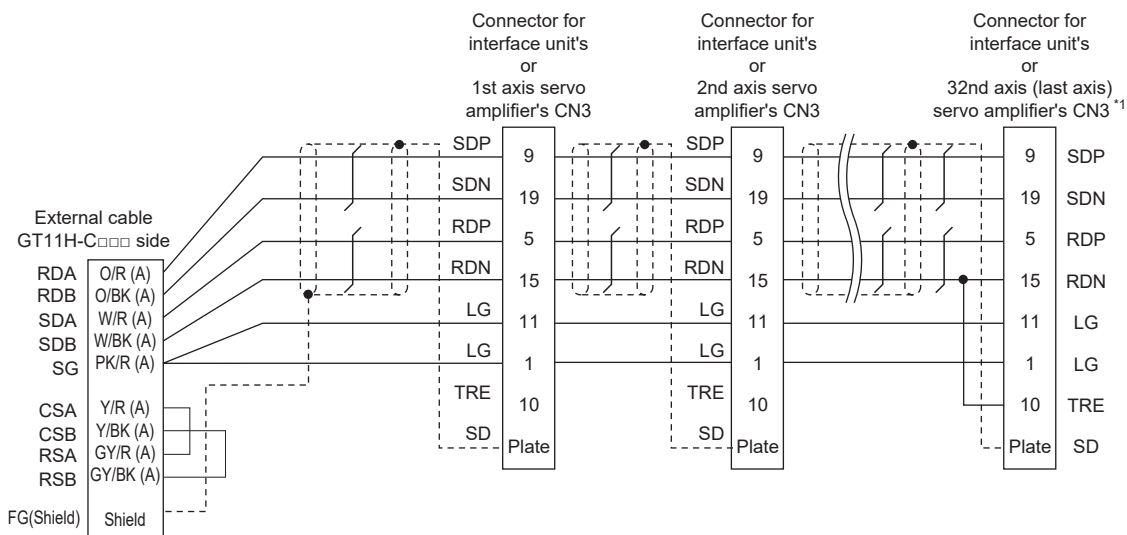 Connector for
interface unit's
or
1st axis servo
amplifier's CN3
Connector for
interface unit's
or
2nd axis servo
amplifier's CN3
Connector for
interface unit's
or
32nd axis (last axis)
servo amplifier's CN3 *1
External cable
GT11H-C□□□ side
RDA O/R (A)
RDB O/BK (A)
SDA W/R (A)
SDB W/BK (A)
SG PK/R (A)
CSA Y/R (A)
CSB Y/BK (A)
RSA GY/R (A)
RSB GY/BK (A)
FG(Shield) Shield
SDP 9 SDP 9 9 SDP
SDN 19 SDN 19 19 SDN
RDP 5 RDP 5 5 RDP
RDN 15 RDN 15 15 RDN
LG 11 LG 11 11 LG
LG 1 LG 1 1 LG
TRE 10 TRE 10 10 TRE
SD Plate SD Plate Plate SD